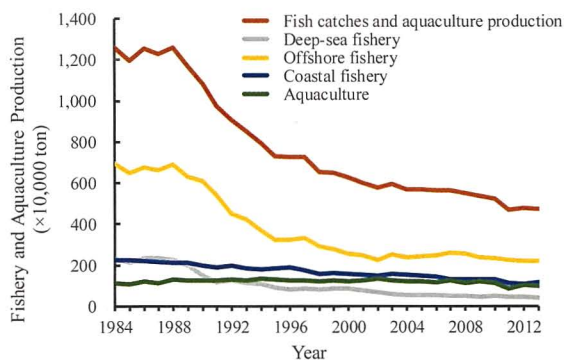 1,400
1,200
1,000
800
600
400
200
0
Fishery and Aquaculture Production
(×10,000 ton)
Fish catches and aquaculture production
Deep-sea fishery
Offshore fishery
Coastal fishery
Aquaculture
1984 1988 1992 1996 2000 2004 2008 2012
Year